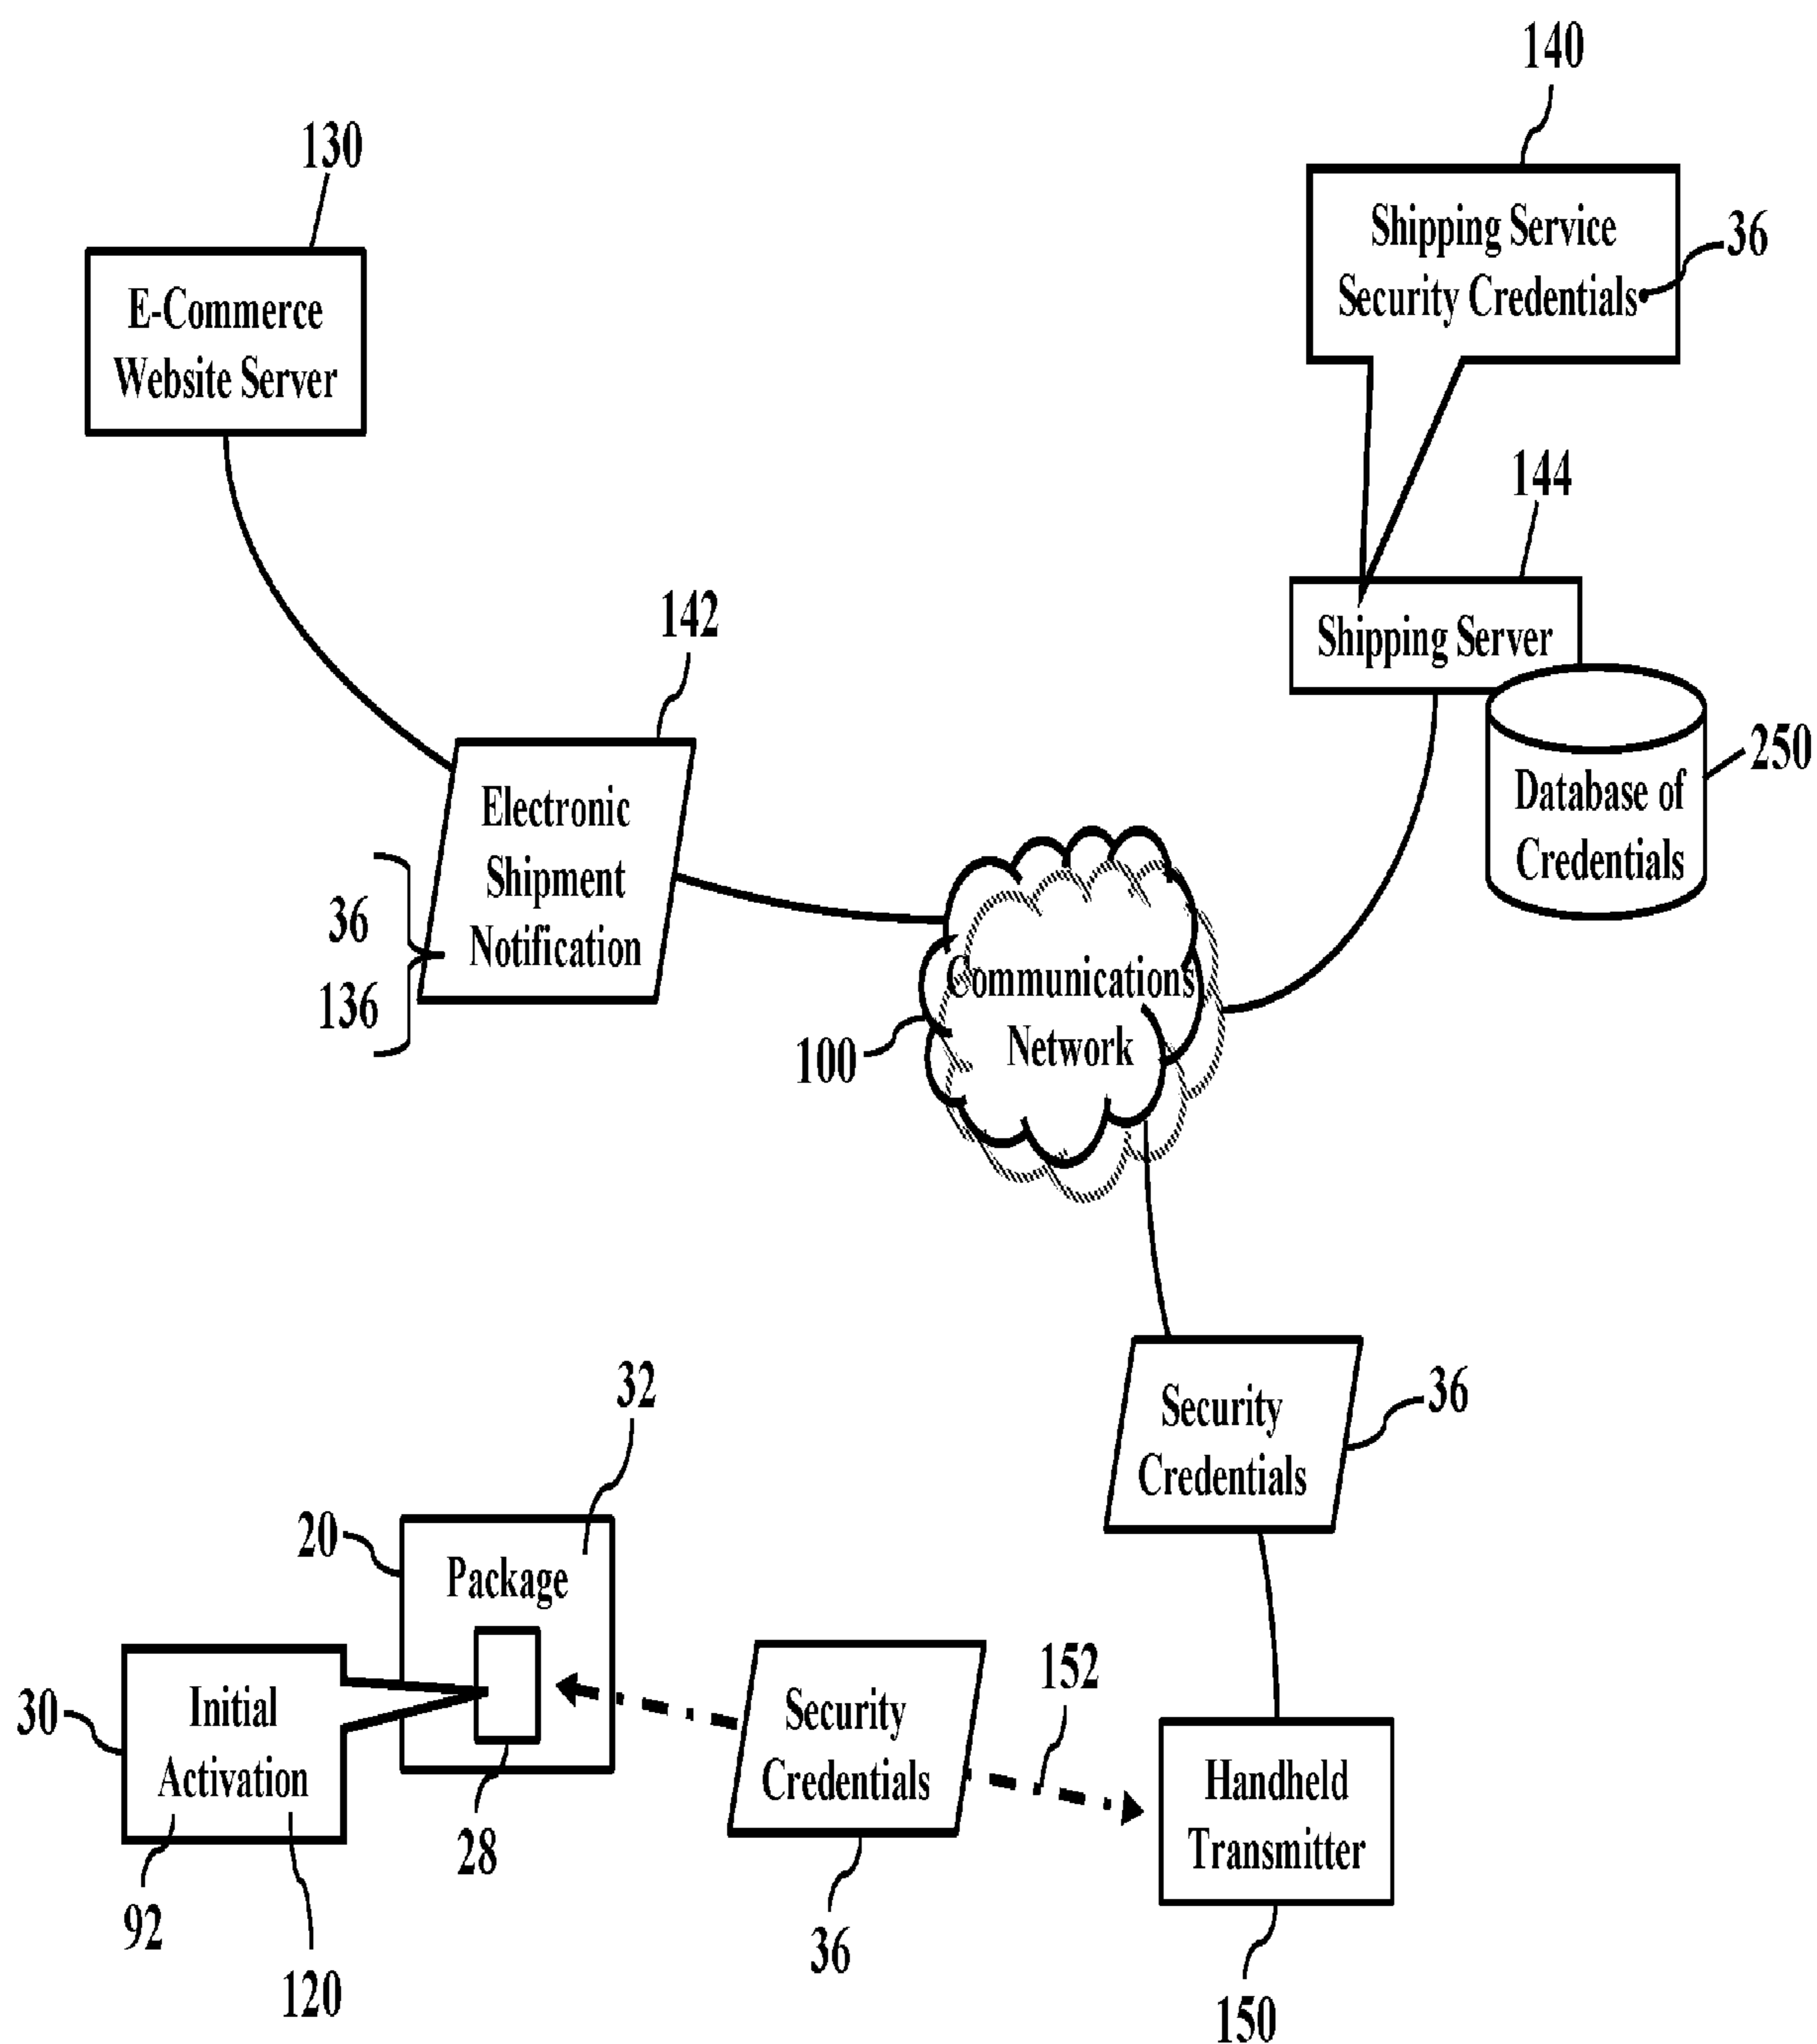 140
130
Shipping Service
Security Credentials
36
E-Commerce
Website Server
144
142
Shipping Server
250
Database of
Credentials
Electronic
Shipment
Notification
36
136
Communications
Network
100
32
Security
Credentials
36
20
Package
152
30
Initial
Activation
Security
Credentials
Handheld
Transmitter
28
92
36
120
150